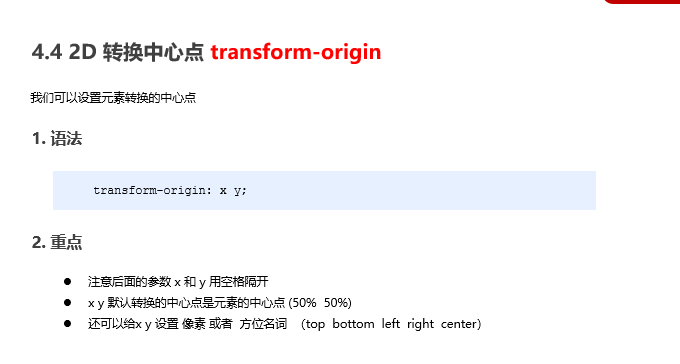 4.4 2D 转换中心点 transform-origin
我们可以设置元素转换的中心点
1. 语法
transform-origin: x y;
2. 重点
● 注意后面的参数 x 和 y 用空格隔开
● x y 默认转换的中心点是元素的中心点 (50% 50%)
● 还可以给x y 设置 像素 或者 方位名词 （top bottom left right center）